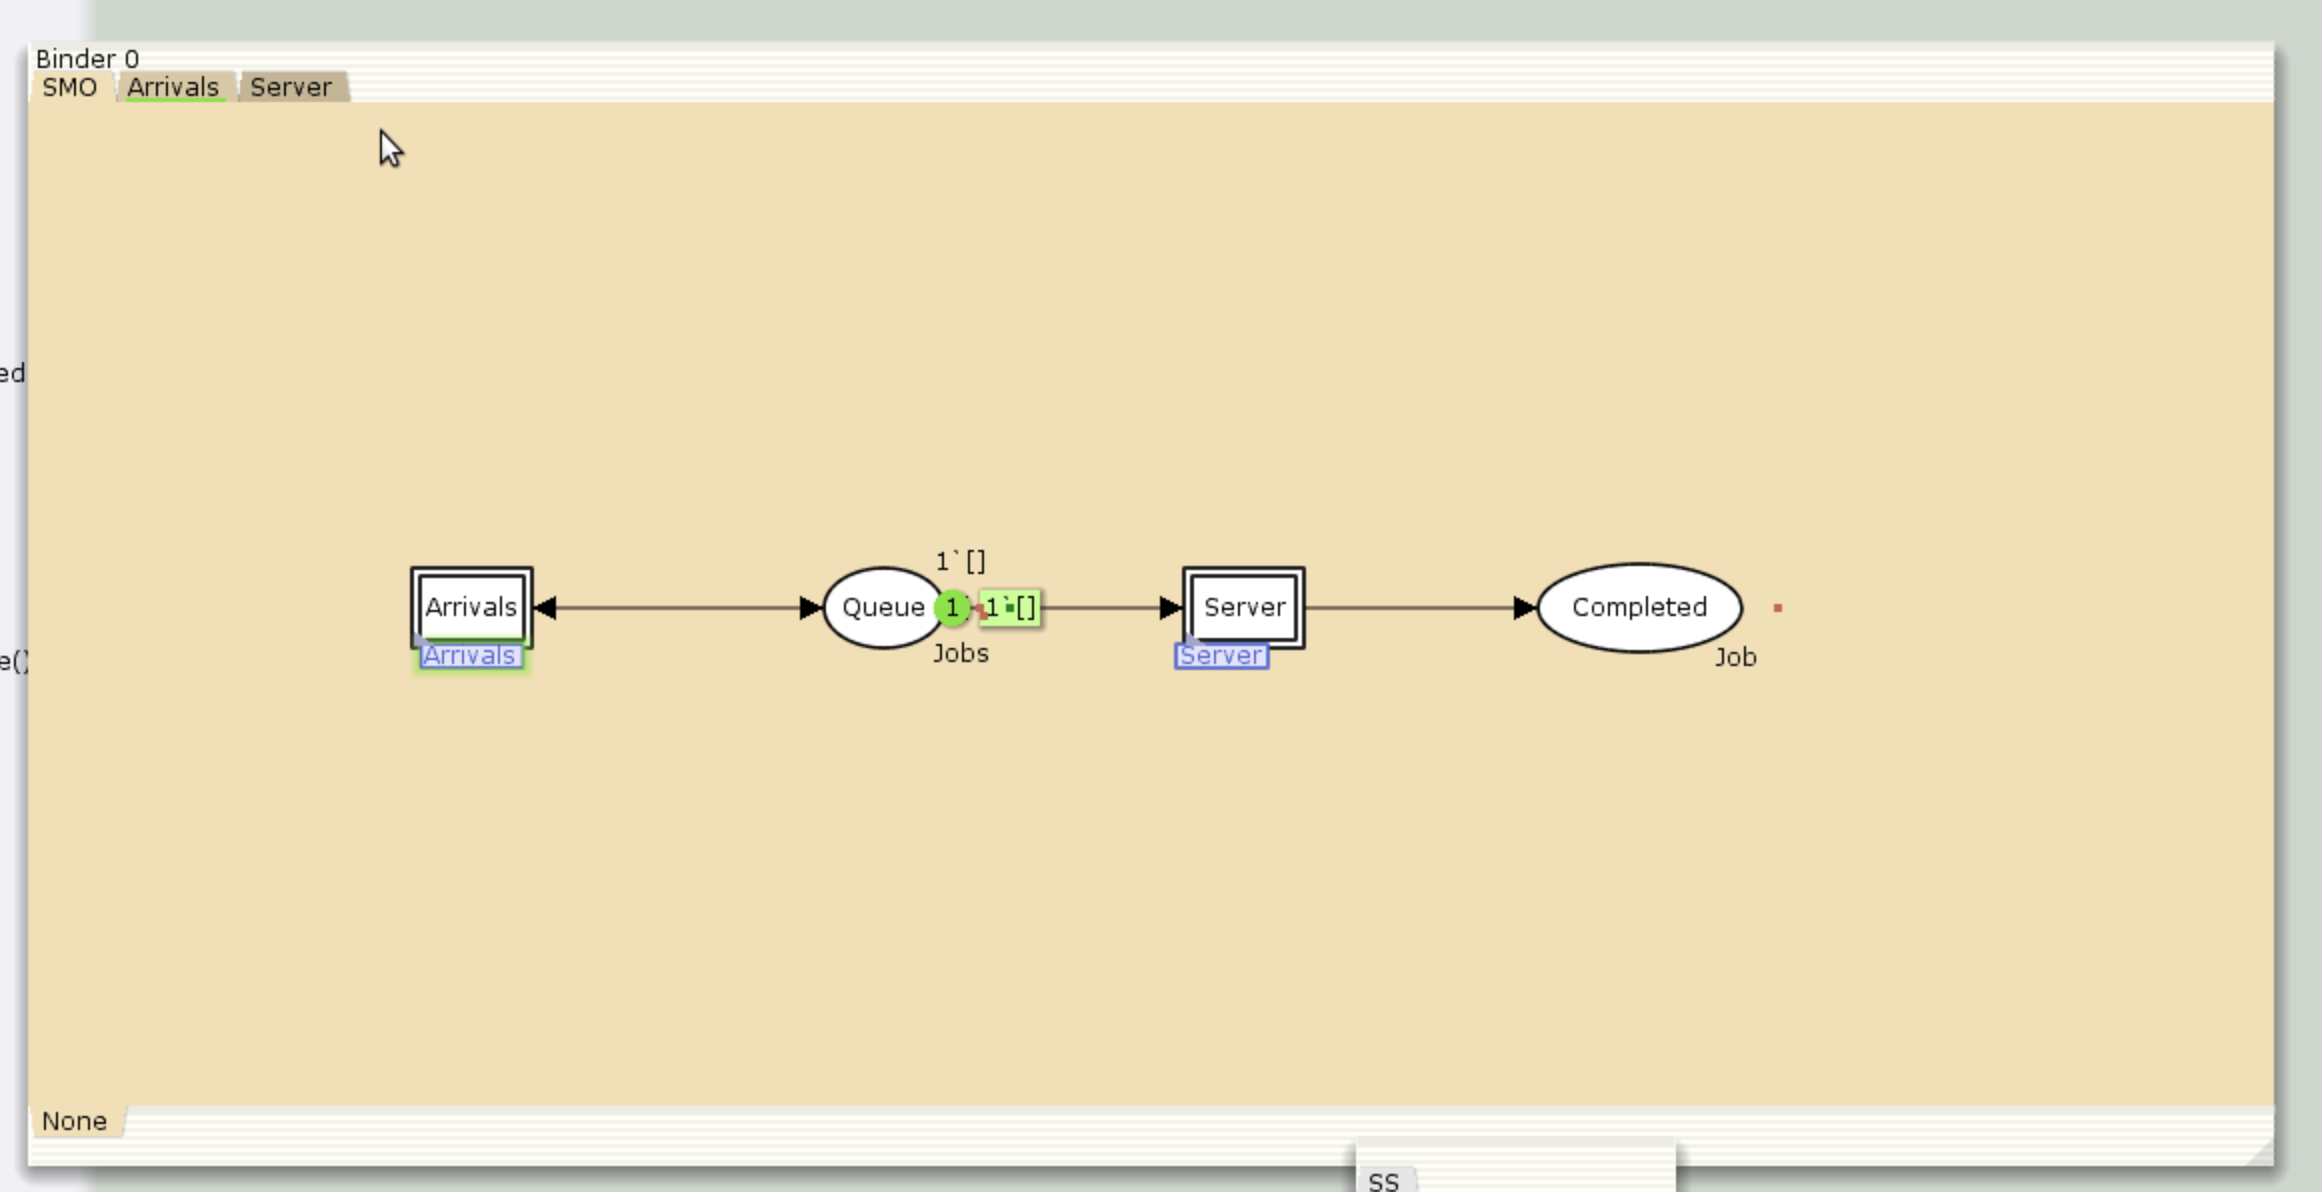 Binder 0
SMO Arrivals Server
ed
1`[]
Arrivals Queue 1 1`[] Server Completed
Jobs
Arrivals Server Job
e()
None
SS